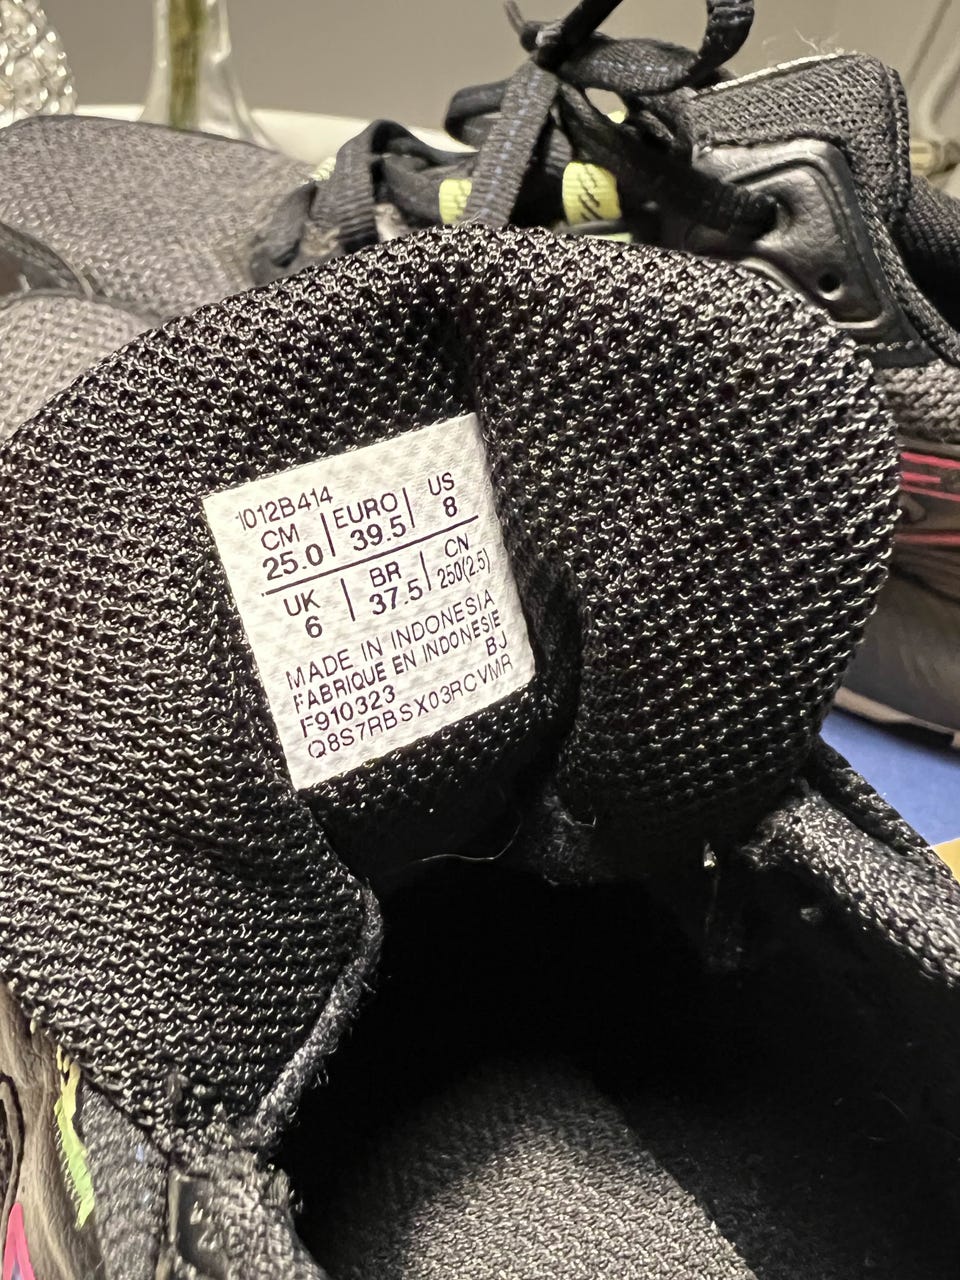 1012B414
CM | EURO | US
25.0 | 39.5 | 8
UK | BR | CN
6 | 37.5 | 250(2.5)
MADE IN INDONESIA
FABRIQUE EN INDONESIE
F910323 BJ
Q8S7RBSX03RCVMR